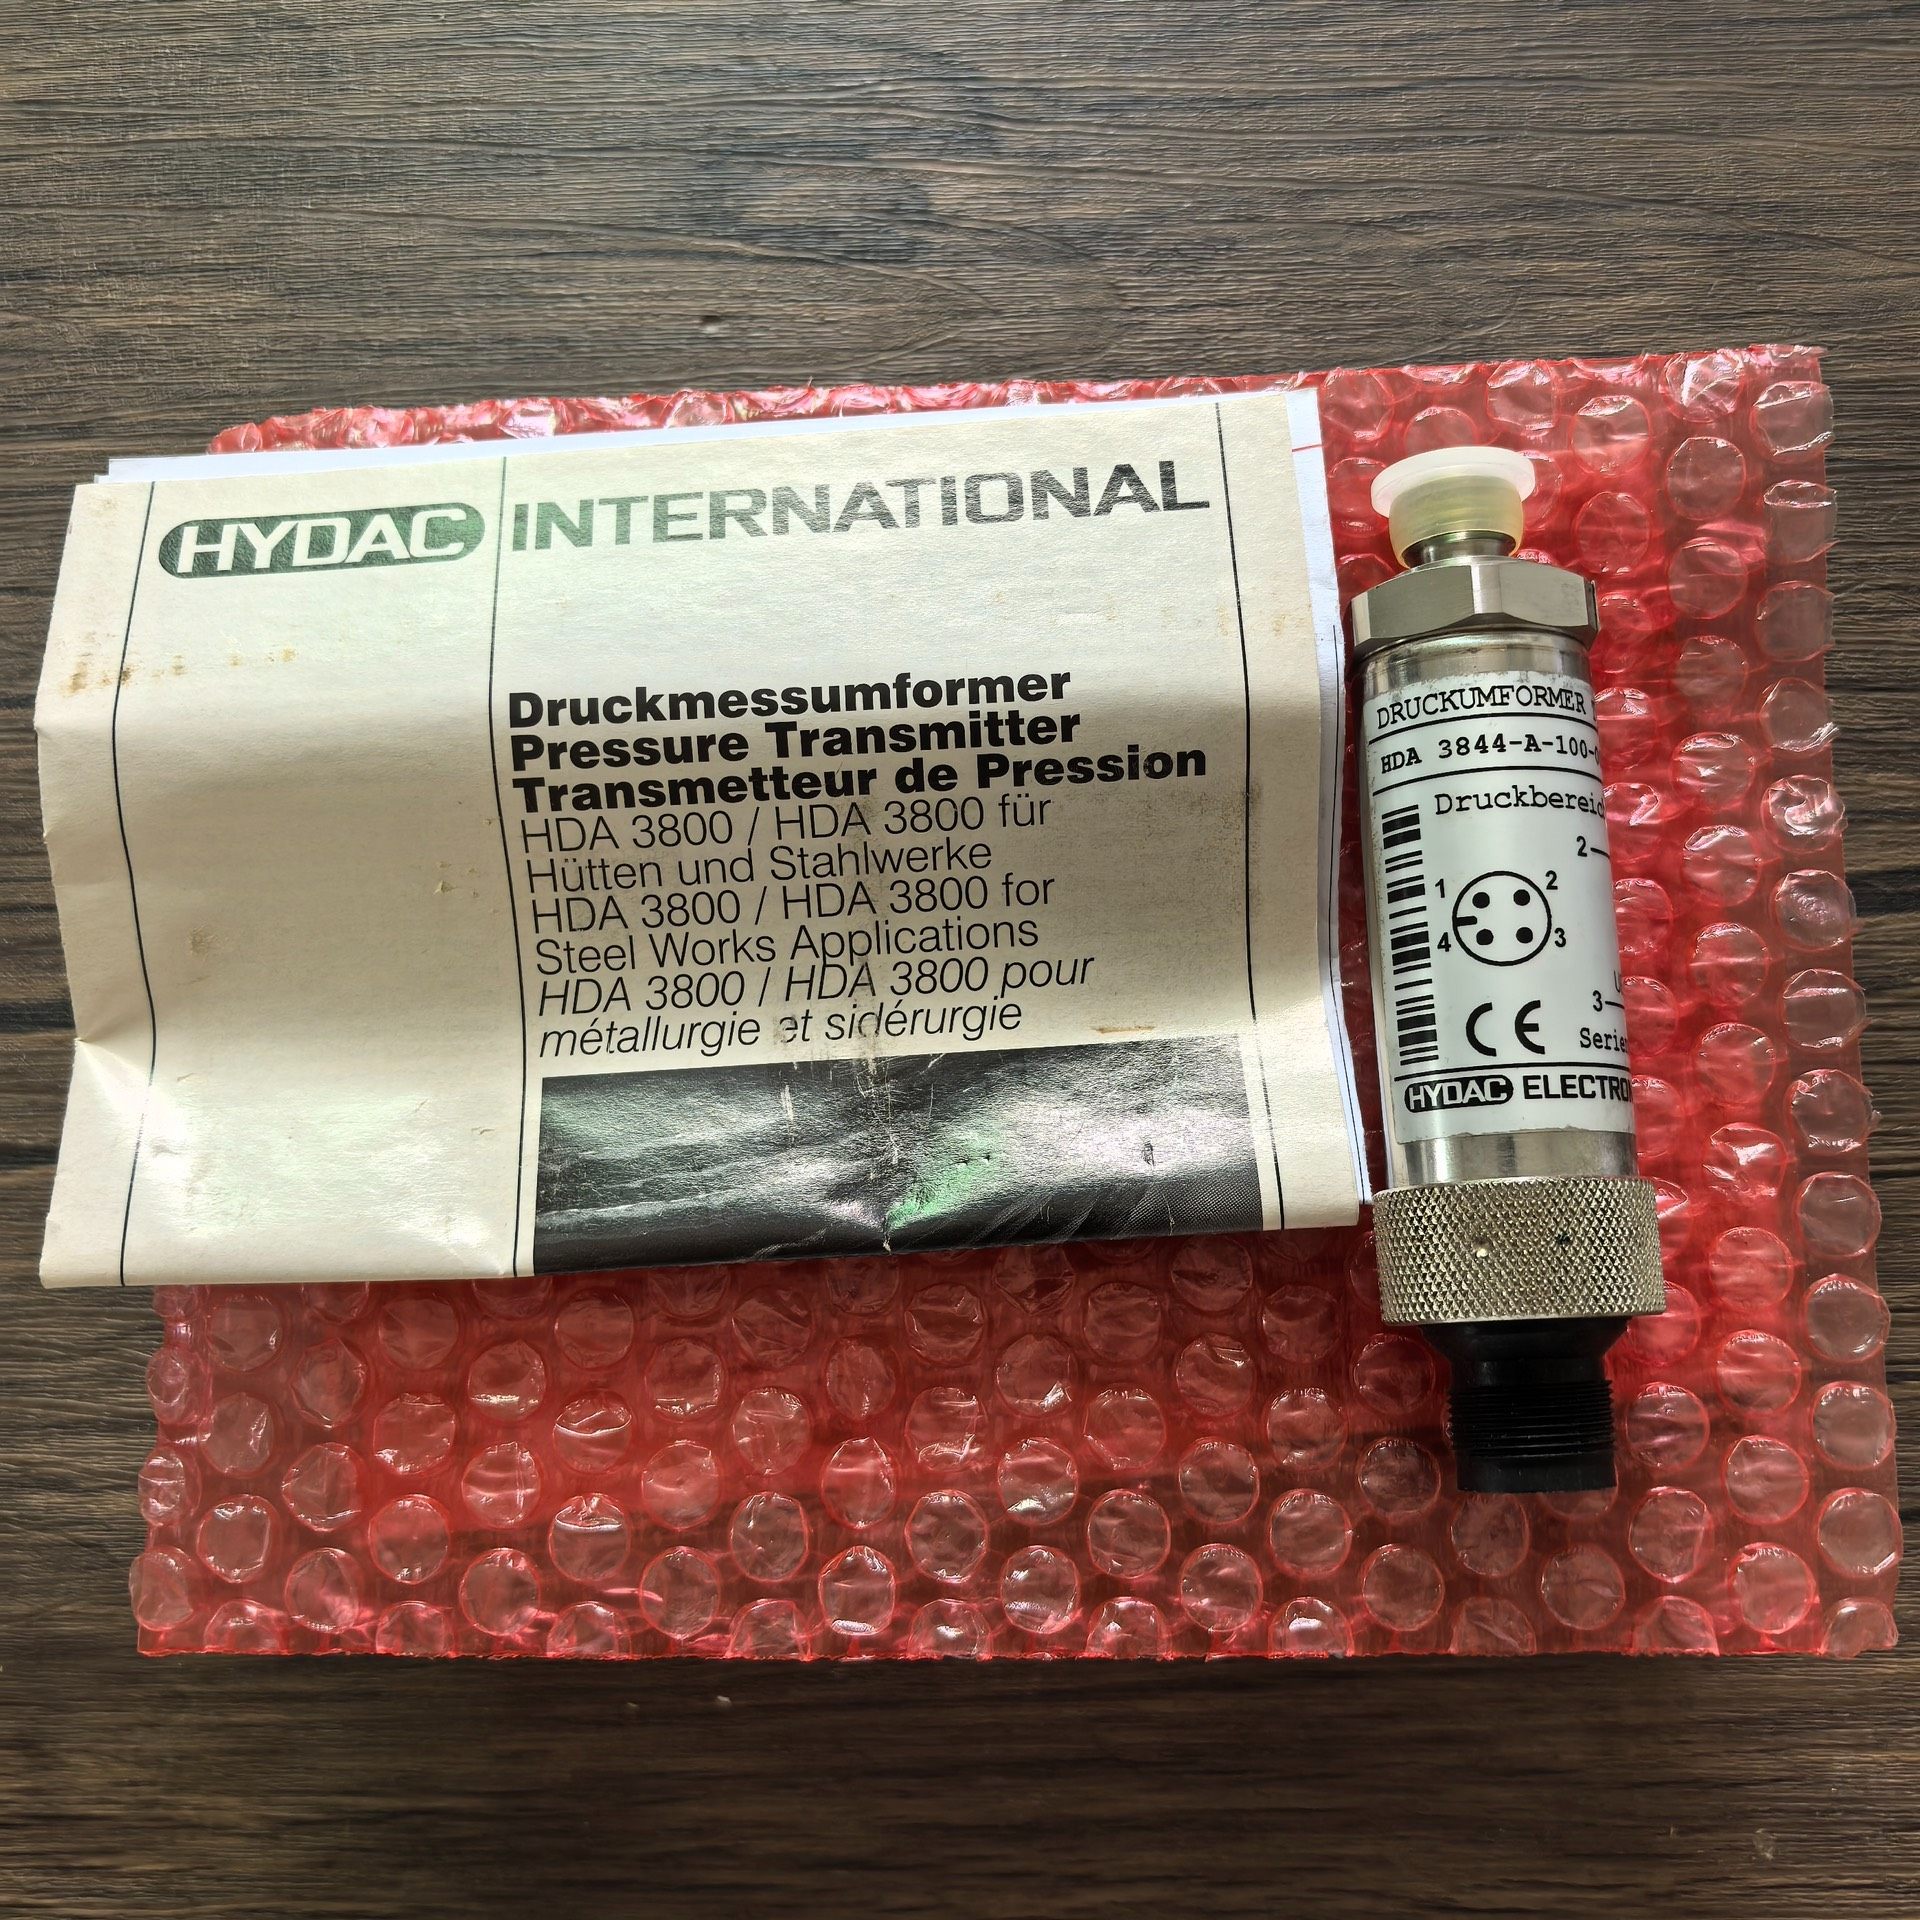 HYDAC INTERNATIONAL
Druckmessumformer
Pressure Transmitter
Transmetteur de Pression
HDA 3800 / HDA 3800 für
Hütten und Stahlwerke
HDA 3800 / HDA 3800 for
Steel Works Applications
HDA 3800 / HDA 3800 pour
métallurgie et sidérurgie
DRUCKUMFORMER
HDA 3844-A-100-
Druckbereic
2
1 2
4 3
3
CE
Serie
HYDAC ELECTRO